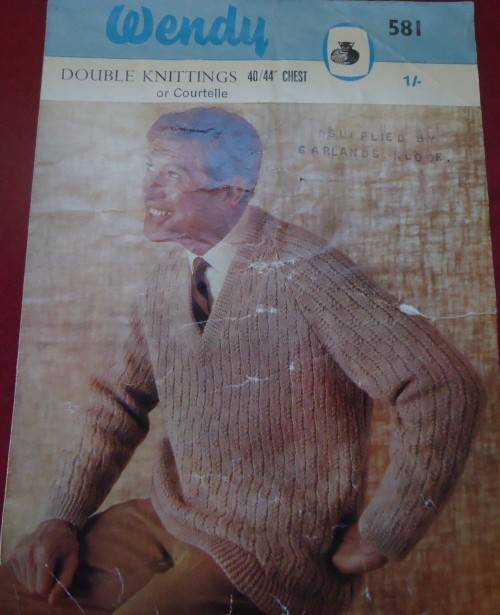 Wendy
581
DOUBLE KNITTINGS 40/44" CHEST
or Courtelle
1/-
SUPPLIED BY
GARLANDS